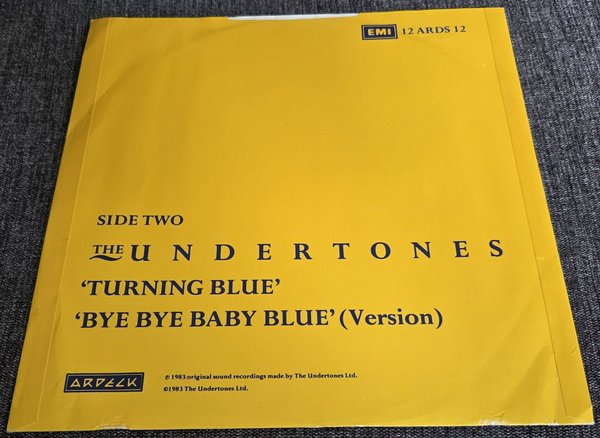 EMI 12 ARDS 12
SIDE TWO
THE UNDERTONES
‘TURNING BLUE’
‘BYE BYE BABY BLUE’ (Version)
ARDECK
℗ 1983 original sound recordings made by The Undertones Ltd.
©1983 The Undertones Ltd.